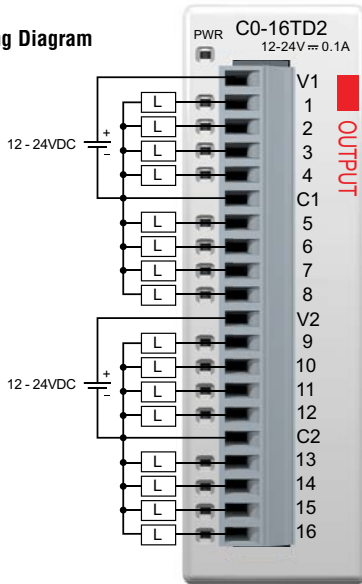 ng Diagram
PWR C0-16TD2
12-24V ⎓ 0.1A
V1
L 1
L 2
12 - 24VDC + − L 3
L 4
C1
L 5
L 6
L 7
L 8
V2
L 9
L 10
12 - 24VDC + − L 11
L 12
C2
L 13
L 14
L 15
L 16
OUTPUT